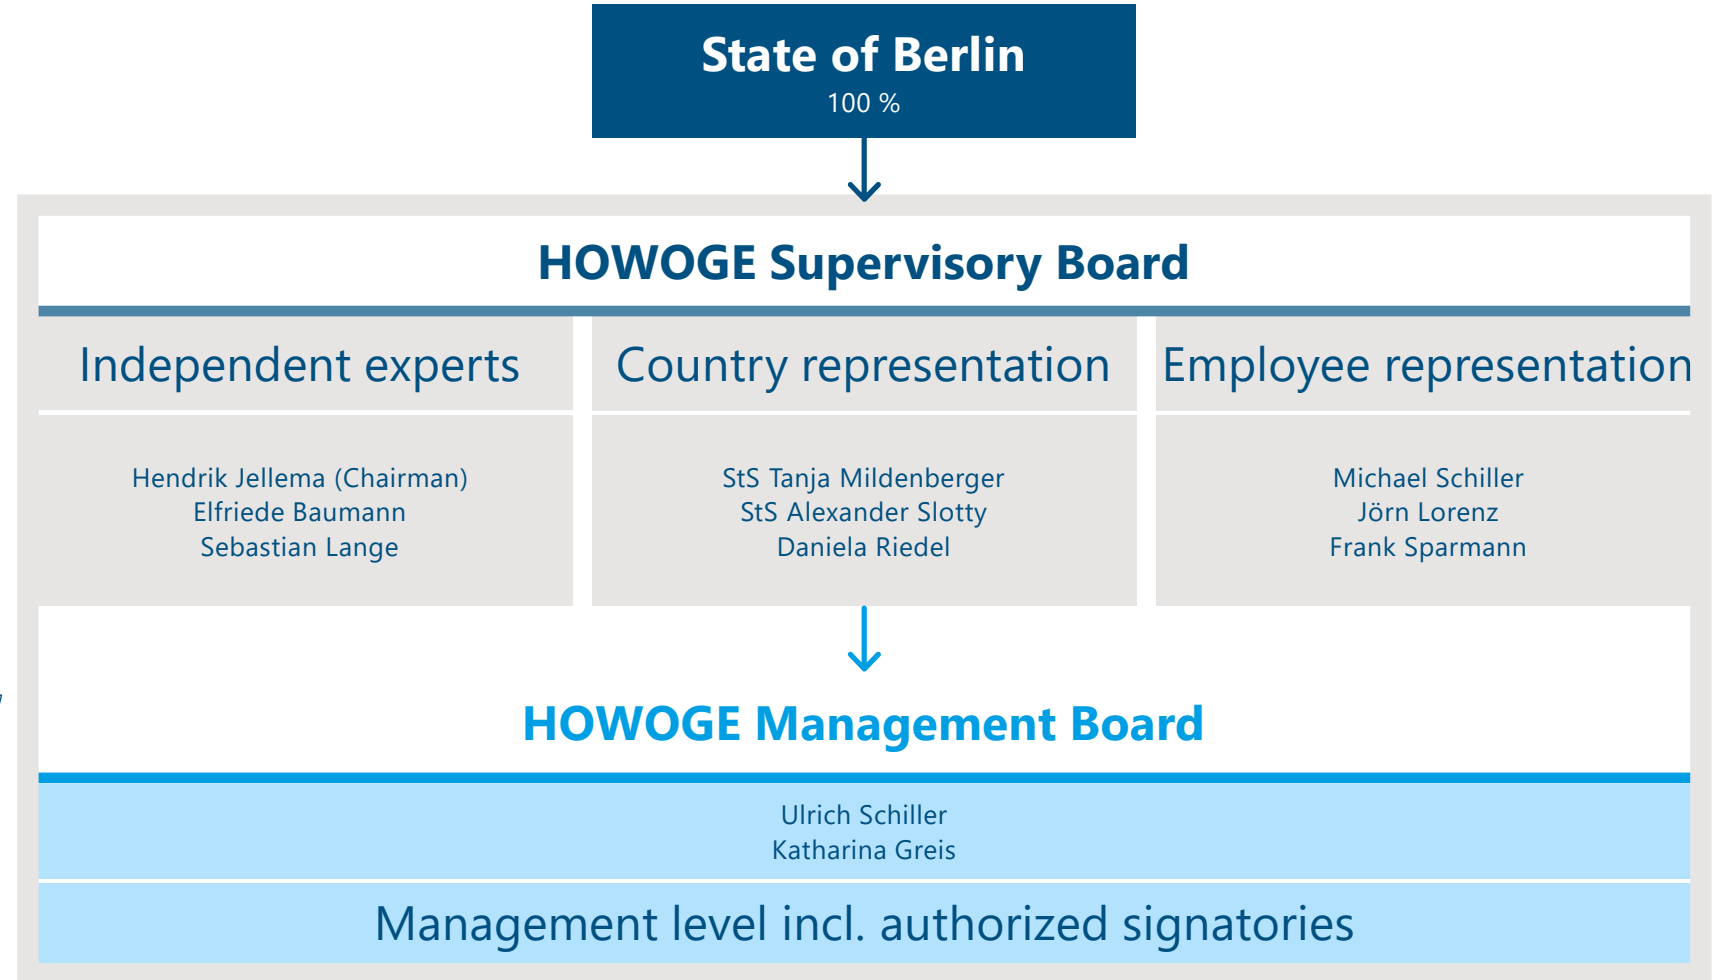 State of Berlin
100 %
HOWOGE Supervisory Board
Independent experts
Hendrik Jellema (Chairman)
Elfriede Baumann
Sebastian Lange
Country representation
StS Tanja Mildenberger
StS Alexander Slotty
Daniela Riedel
Employee representation
Michael Schiller
Jörn Lorenz
Frank Sparmann
HOWOGE Management Board
Ulrich Schiller
Katharina Greis
Management level incl. authorized signatories